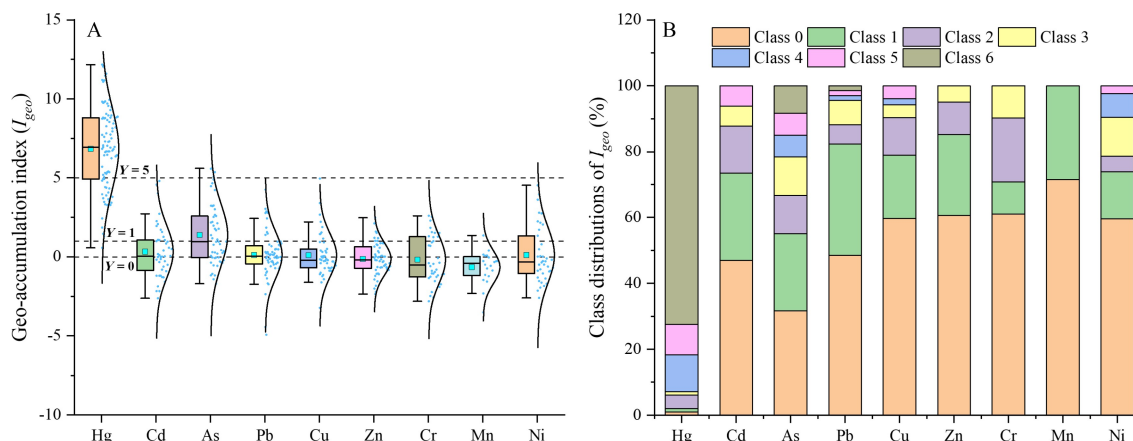 A
Geo-accumulation index (Igeo)
15
10
5
0
-5
-10
Y = 5
Y = 1
Y = 0
Hg Cd As Pb Cu Zn Cr Mn Ni
B
Class distributions of Igeo (%)
120
100
80
60
40
20
0
Class 0 Class 1 Class 2 Class 3
Class 4 Class 5 Class 6
Hg Cd As Pb Cu Zn Cr Mn Ni